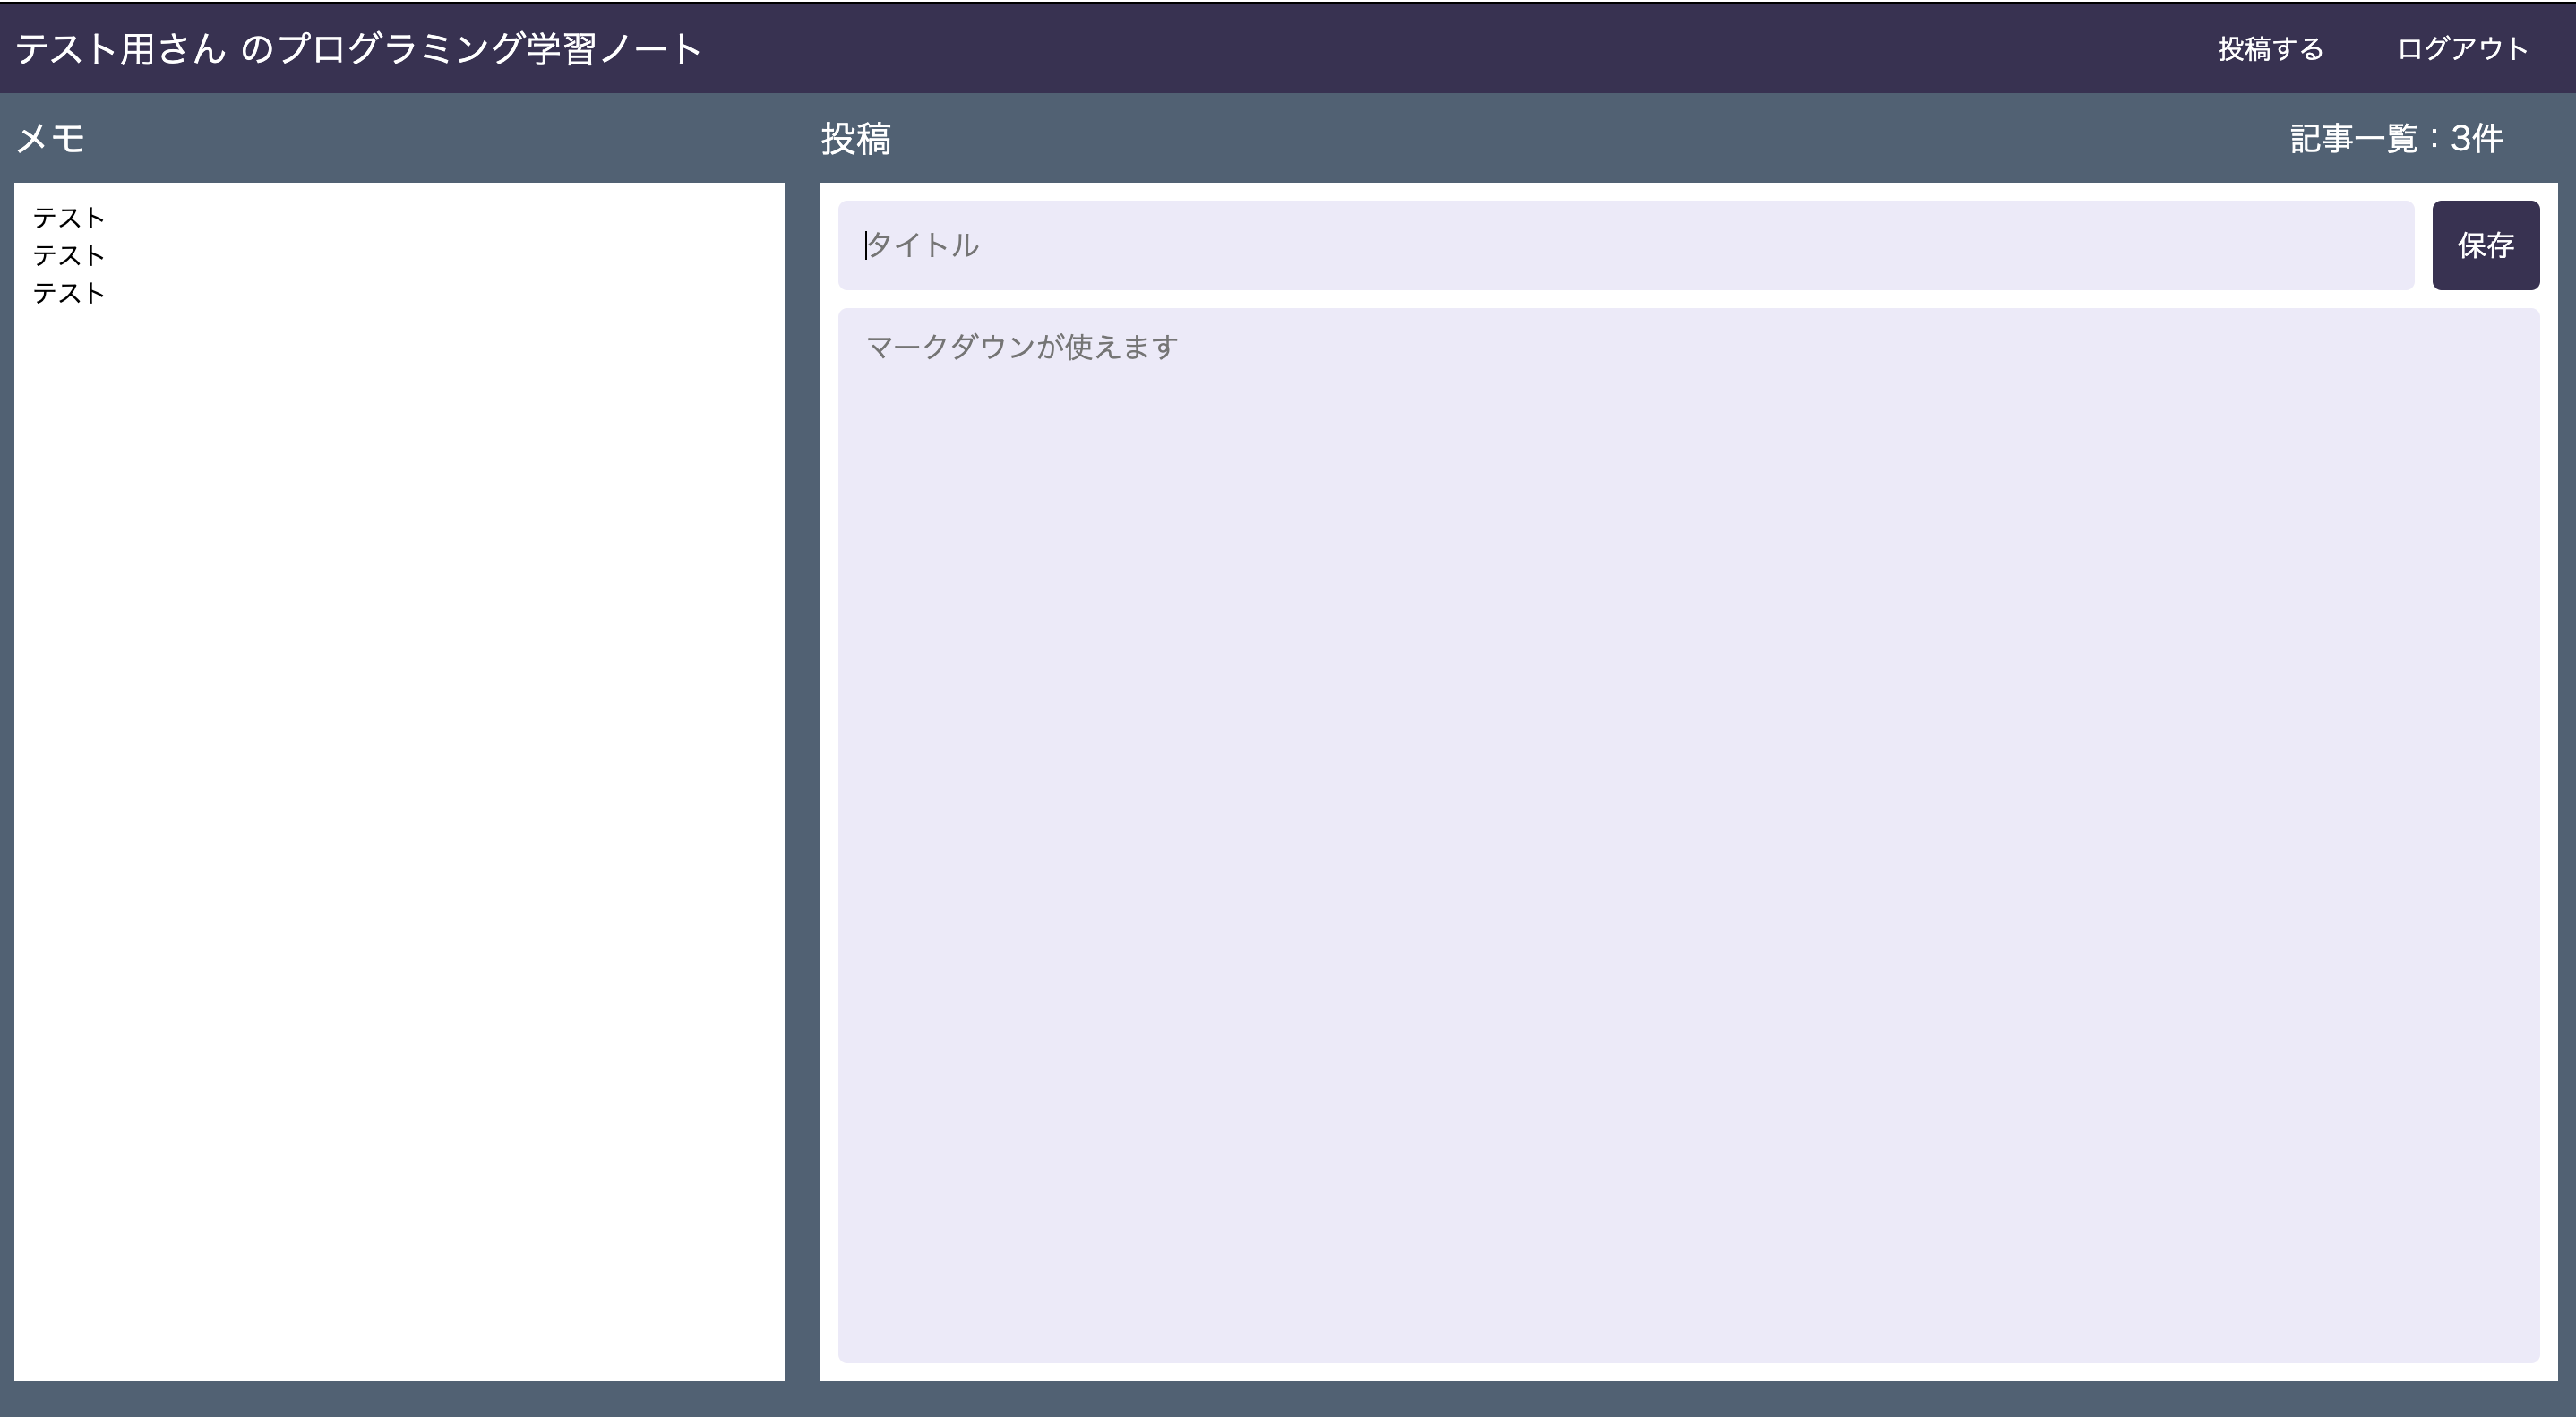 テスト用さん のプログラミング学習ノート
投稿する
ログアウト
メモ
テスト
テスト
テスト
投稿
記事一覧：3件
タイトル
保存
マークダウンが使えます